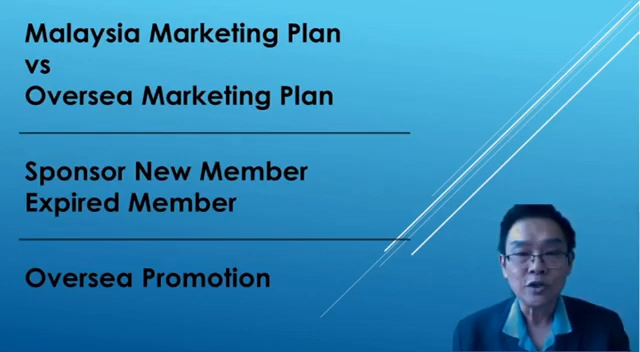 Malaysia Marketing Plan
vs
Oversea Marketing Plan
Sponsor New Member
Expired Member
Oversea Promotion